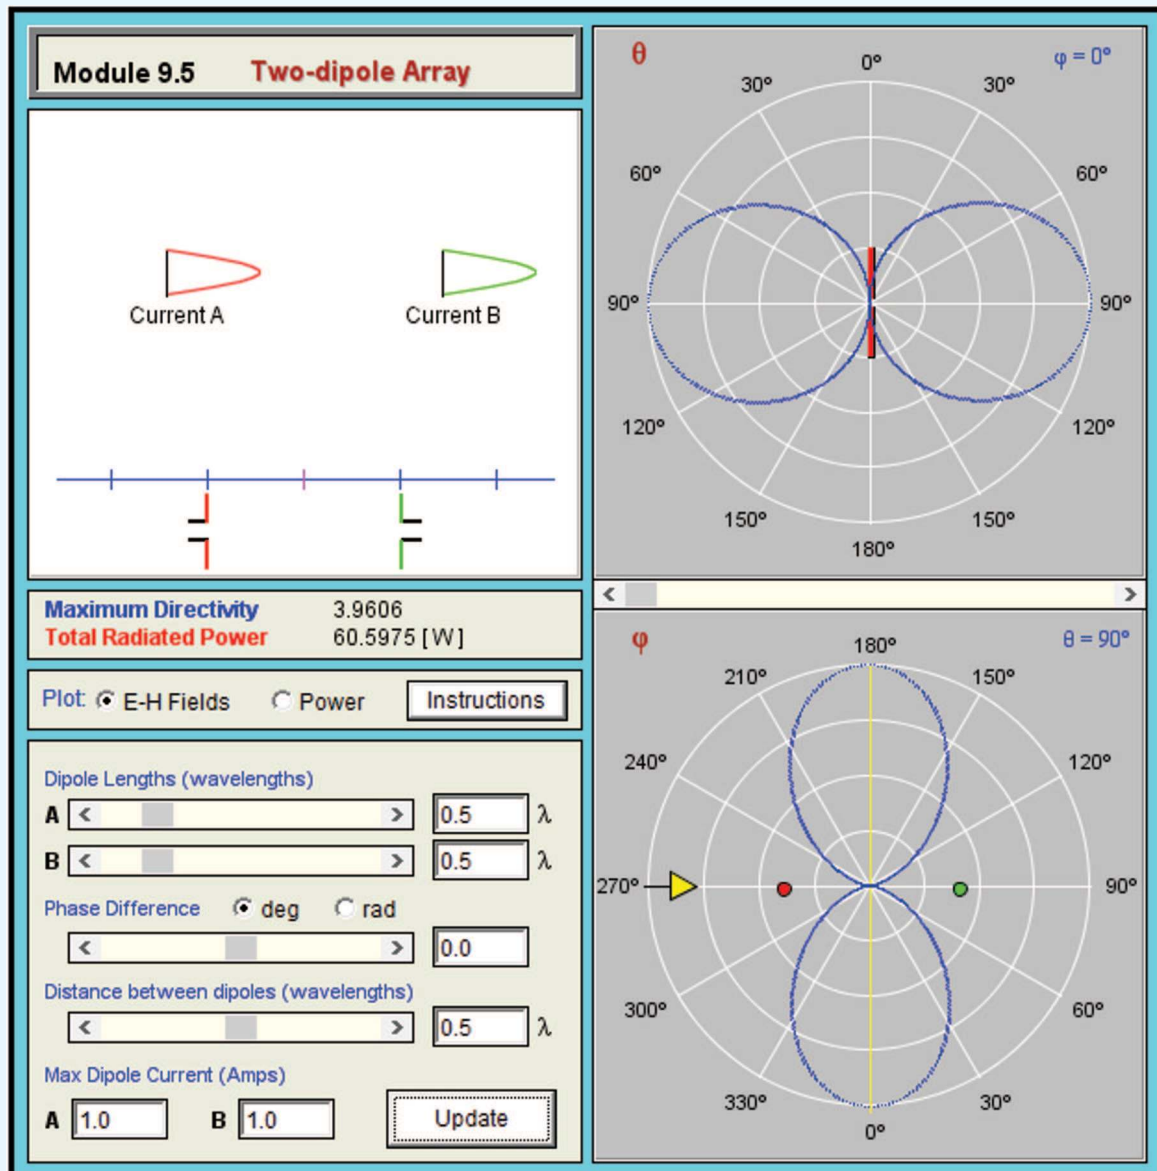 Module 9.5 Two-dipole Array
Current A Current B
Maximum Directivity 3.9606
Total Radiated Power 60.5975 [W]
Plot: E-H Fields Power Instructions
Dipole Lengths (wavelengths)
A < > 0.5 λ
B < > 0.5 λ
Phase Difference deg rad
< > 0.0
Distance between dipoles (wavelengths)
< > 0.5 λ
Max Dipole Current (Amps)
A 1.0 B 1.0 Update
θ φ = 0°
0°
30° 30°
60° 60°
90° 90°
120° 120°
150° 150°
180°
< >
φ θ = 90°
180°
210° 150°
240° 120°
270° 90°
300° 60°
330° 30°
0°